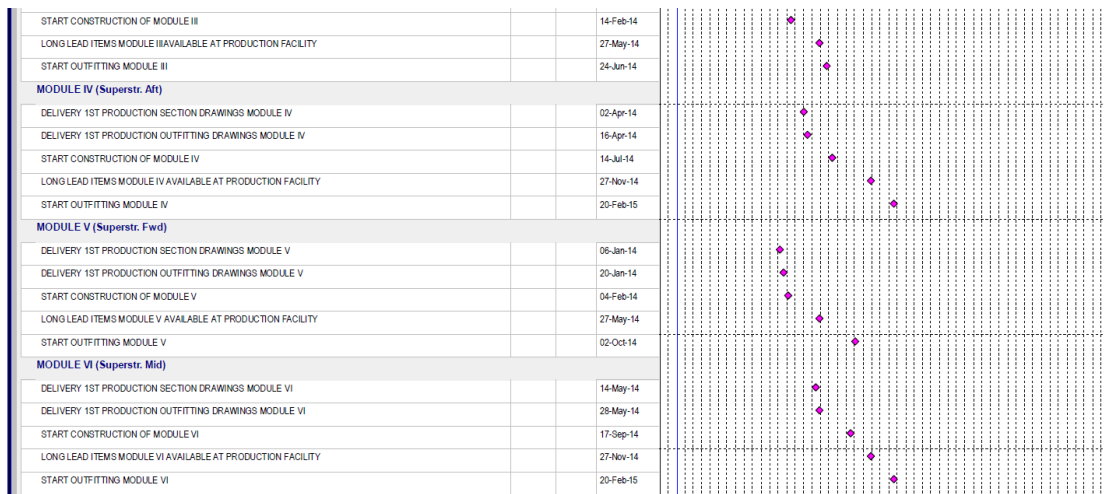 START CONSTRUCTION OF MODULE III 14-Feb-14
LONG LEAD ITEMS MODULE IIIAVAILABLE AT PRODUCTION FACILITY 27-May-14
START OUTFITTING MODULE III 24-Jun-14
MODULE IV (Superstr. Aft)
DELIVERY 1ST PRODUCTION SECTION DRAWINGS MODULE IV 02-Apr-14
DELIVERY 1ST PRODUCTION OUTFITTING DRAWINGS MODULE IV 16-Apr-14
START CONSTRUCTION OF MODULE IV 14-Jul-14
LONG LEAD ITEMS MODULE IV AVAILABLE AT PRODUCTION FACILITY 27-Nov-14
START OUTFITTING MODULE IV 20-Feb-15
MODULE V (Superstr. Fwd)
DELIVERY 1ST PRODUCTION SECTION DRAWINGS MODULE V 06-Jan-14
DELIVERY 1ST PRODUCTION OUTFITTING DRAWINGS MODULE V 20-Jan-14
START CONSTRUCTION OF MODULE V 04-Feb-14
LONG LEAD ITEMS MODULE V AVAILABLE AT PRODUCTION FACILITY 27-May-14
START OUTFITTING MODULE V 02-Oct-14
MODULE VI (Superstr. Mid)
DELIVERY 1ST PRODUCTION SECTION DRAWINGS MODULE VI 14-May-14
DELIVERY 1ST PRODUCTION OUTFITTING DRAWINGS MODULE VI 28-May-14
START CONSTRUCTION OF MODULE VI 17-Sep-14
LONG LEAD ITEMS MODULE VI AVAILABLE AT PRODUCTION FACILITY 27-Nov-14
START OUTFITTING MODULE VI 20-Feb-15